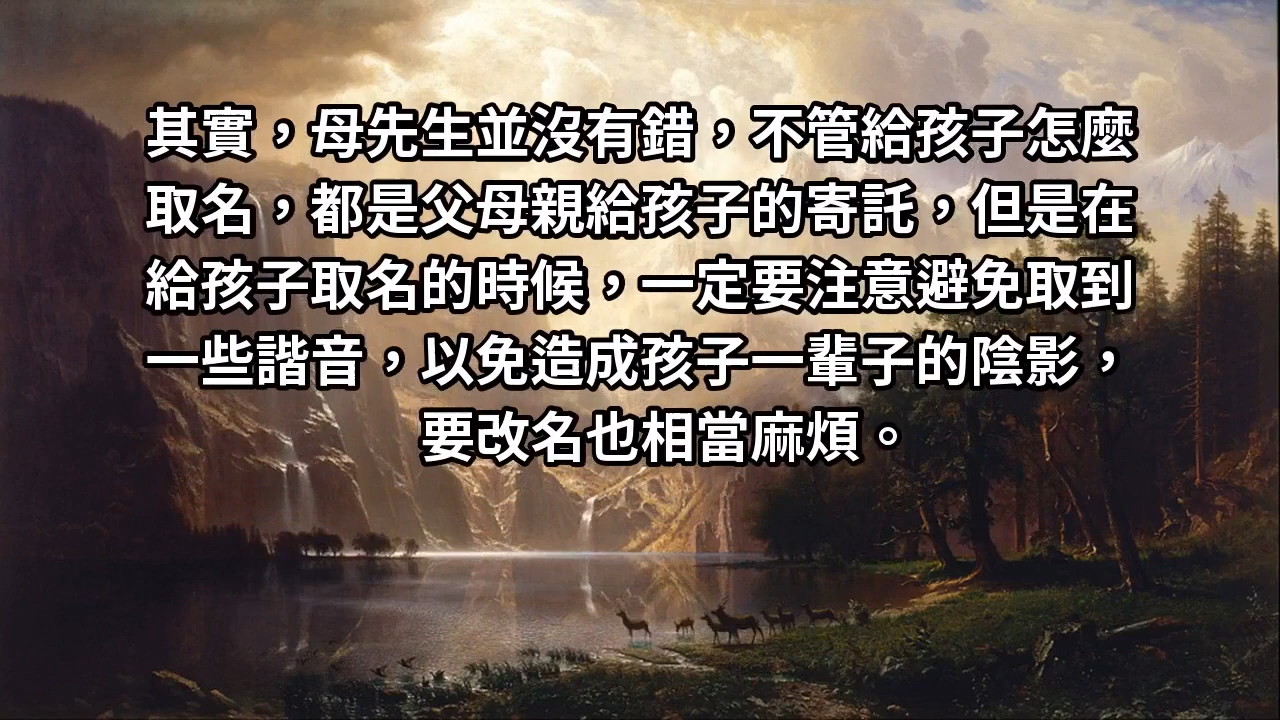 其實，母先生並沒有錯，不管給孩子怎麼
取名，都是父母親給孩子的寄託，但是在
給孩子取名的時候，一定要注意避免取到
一些諧音，以免造成孩子一輩子的陰影，
要改名也相當麻煩。